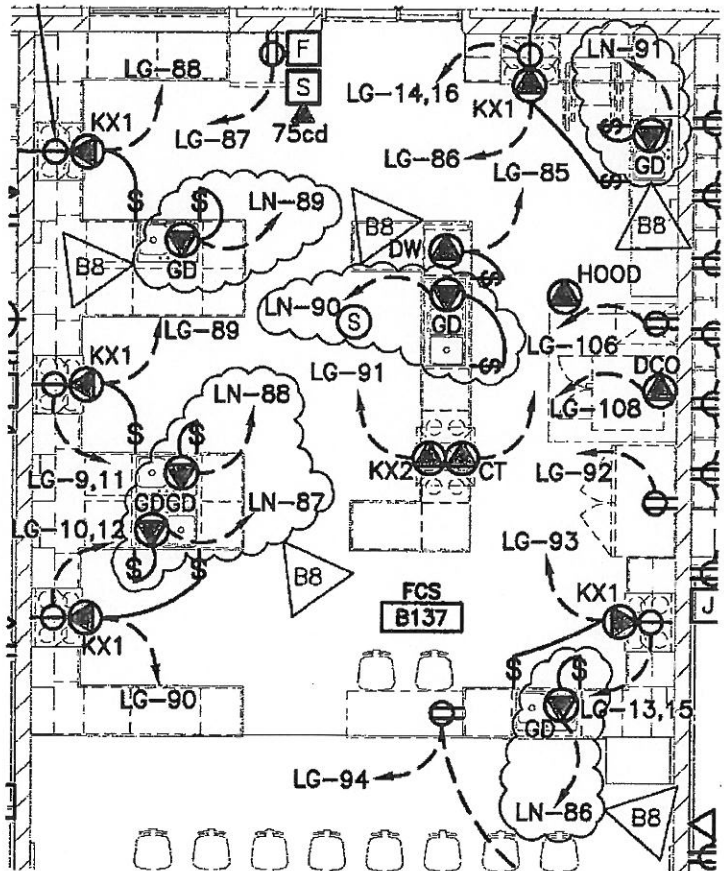 LG-88
F
S
LG-87
75cd
LG-14,16
KX1
LG-86
LG-85
LN-91
GD
B8
KX1
S
S
LN-89
GD
B8
B8
DW
S
LN-90
GD
S
S
HOOD
LG-106
DCO
LG-108
LG-89
KX1
LG-91
LN-88
S
S
LG-9,11
GD
GD
LN-87
LG-10,12
S
S
KX2
CT
LG-92
LG-93
B8
FCS
B137
KX1
J
KX1
LG-90
S
S
GD
LG-13,15
LG-94
LN-86
B8
S
S